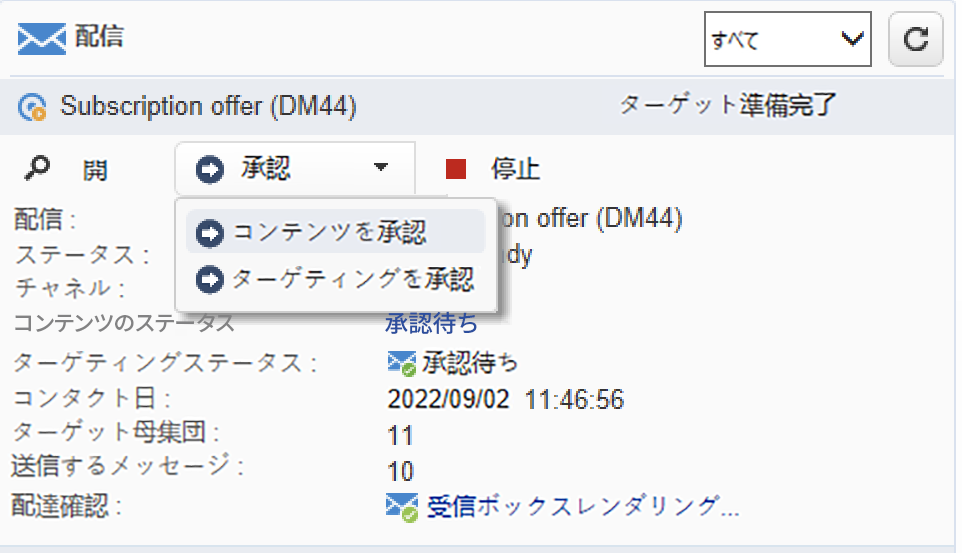 配信
すべて
Subscription offer (DM44) ターゲット準備完了
開 承認 停止
配信 : on offer (DM44)
コンテンツを承認
ステータス : dy
ターゲティングを承認
チャネル :
コンテンツのステータス 承認待ち
ターゲティングステータス : 承認待ち
コンタクト日 : 2022/09/02 11:46:56
ターゲット母集団 : 11
送信するメッセージ : 10
配達確認 : 受信ボックスレンダリング...